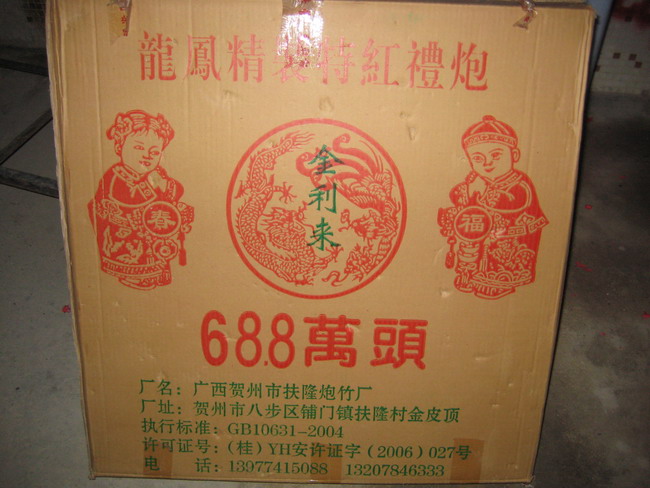 龍鳳精裝特紅禮炮
春
全利来
福
68.8萬頭
厂名：广西贺州市扶隆炮竹厂
厂址：贺州市八步区铺门镇扶隆村金皮顶
执行标准：GB10631-2004
许可证号：(桂)YH安许证字(2006)027号
电　话：13977415088 13207846333